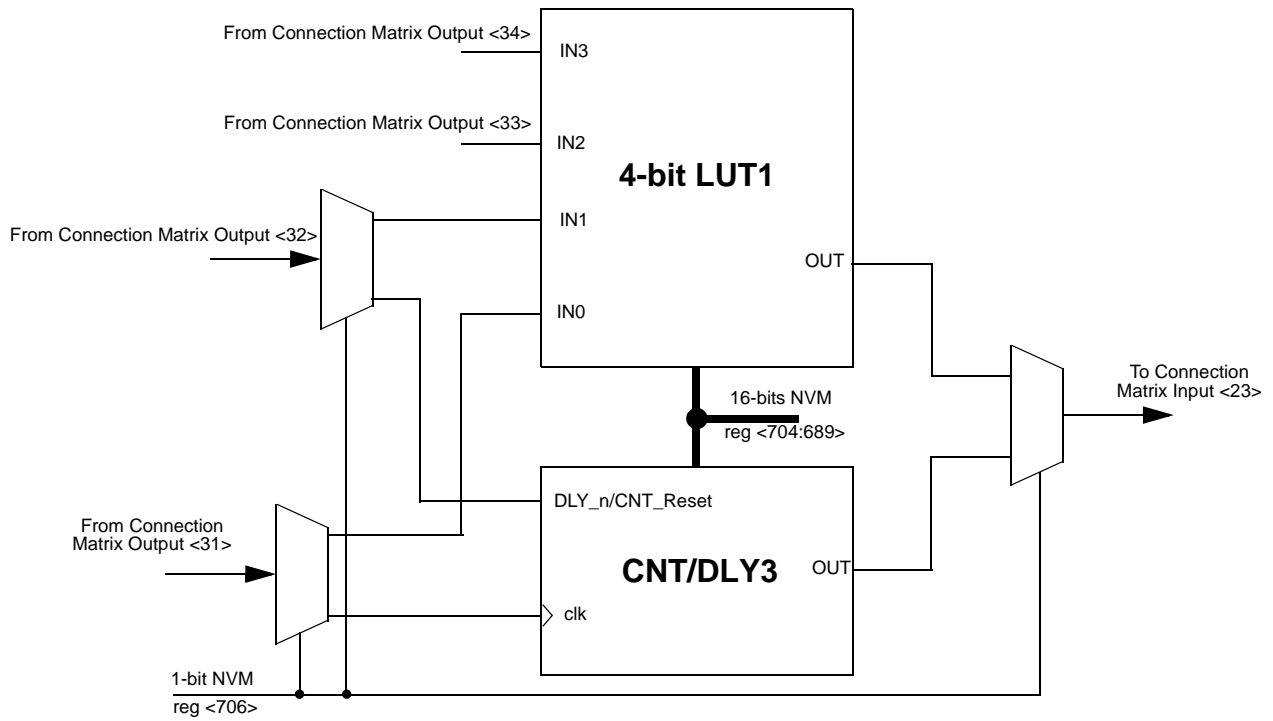 From Connection Matrix Output <34>
IN3
From Connection Matrix Output <33>
IN2
4-bit LUT1
From Connection Matrix Output <32>
IN1
OUT
IN0
To Connection
Matrix Input <23>
16-bits NVM
reg <704:689>
DLY_n/CNT_Reset
From Connection
Matrix Output <31>
CNT/DLY3
OUT
clk
1-bit NVM
reg <706>